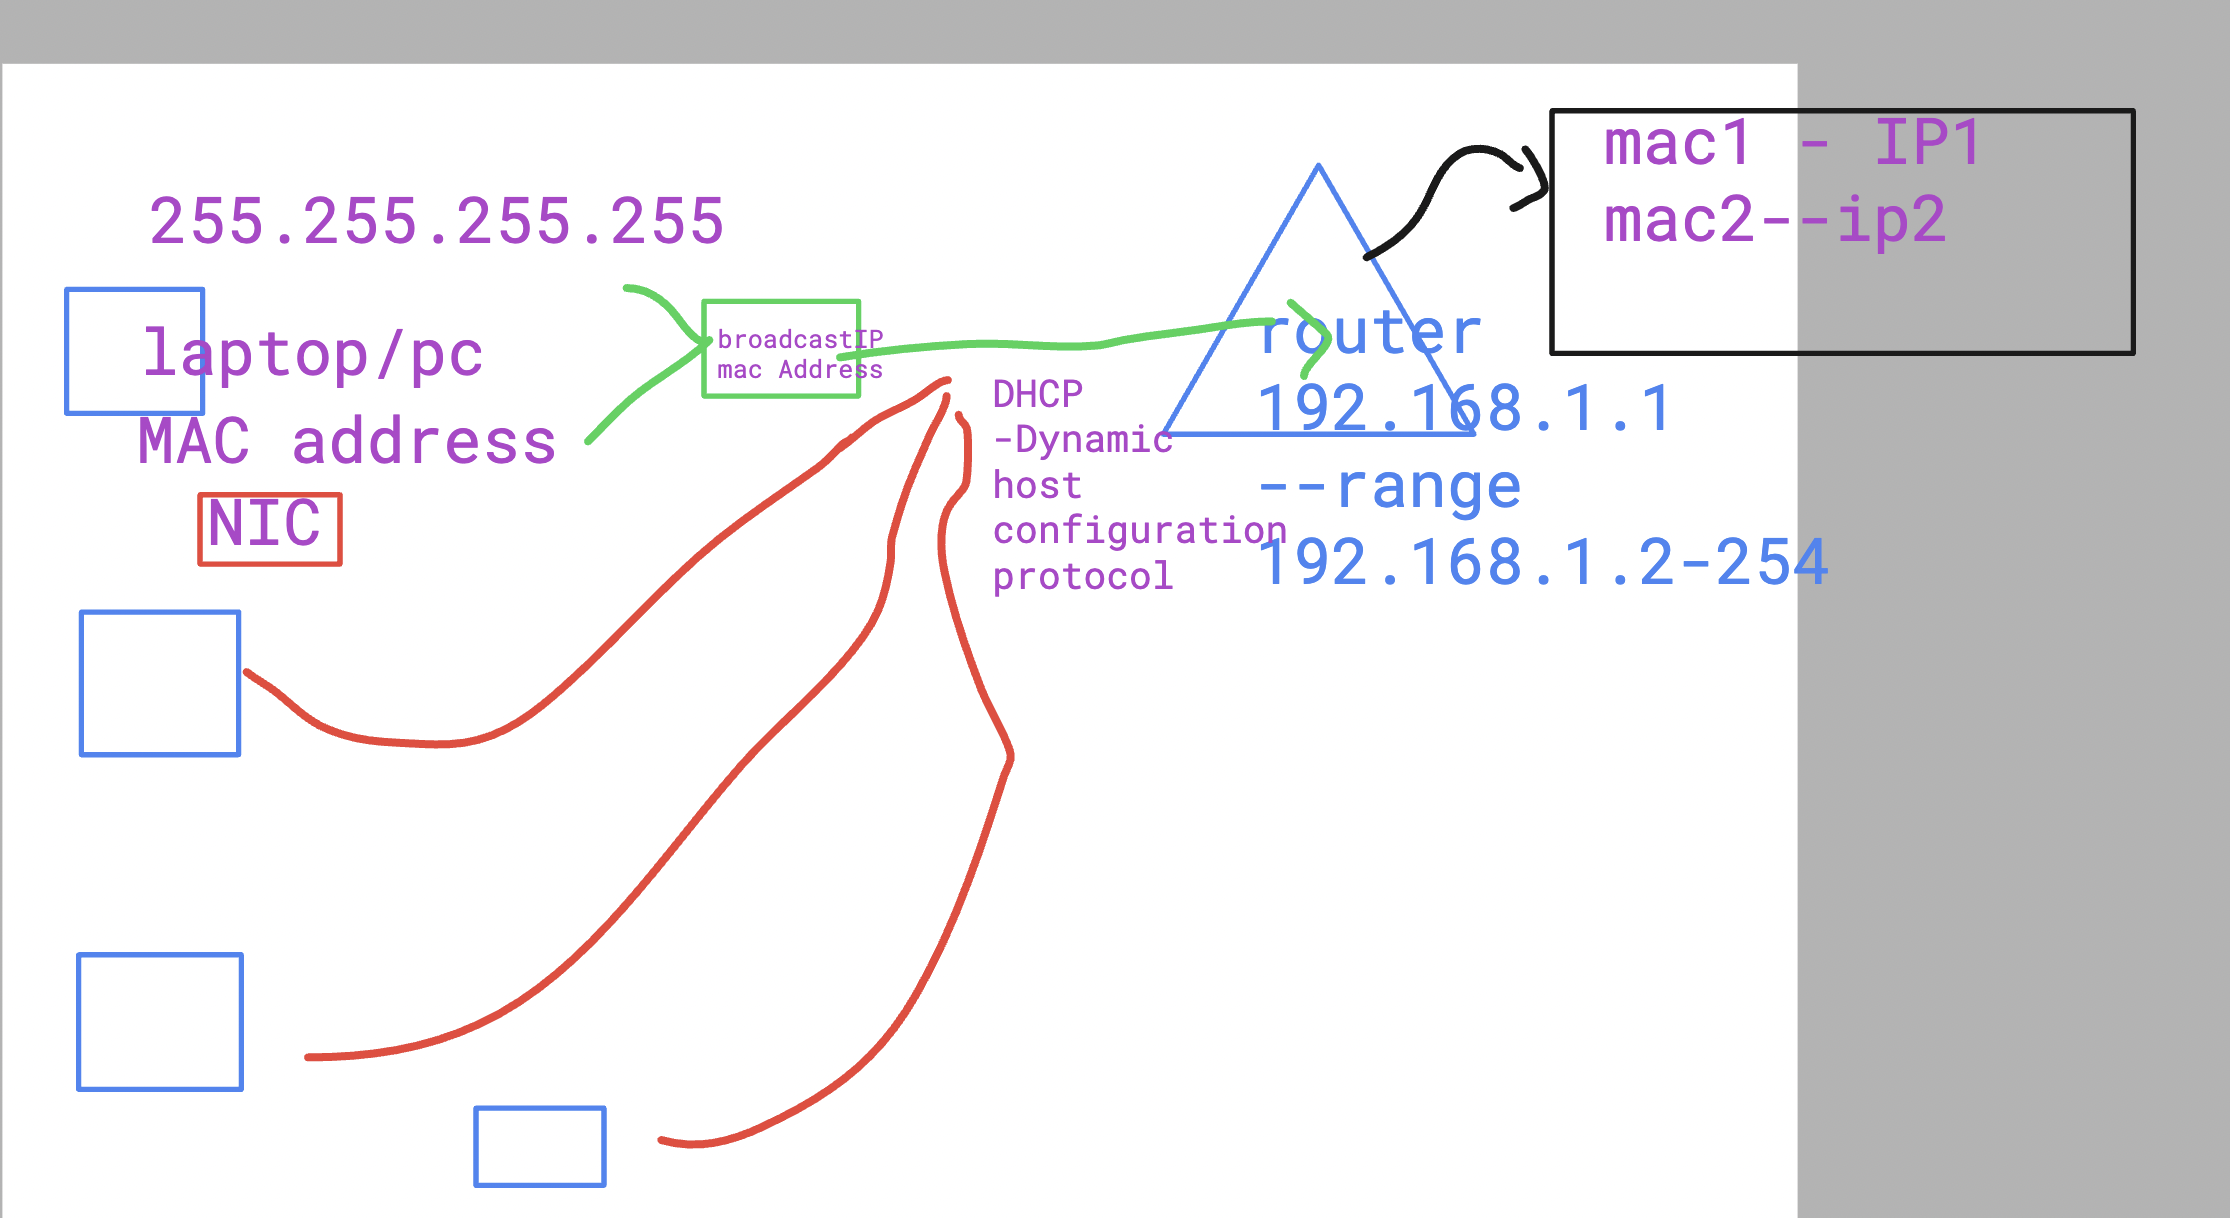 255.255.255.255
laptop/pc
MAC address
NIC
broadcastIP
mac Address
DHCP
-Dynamic
host
configuration
protocol
router
192.168.1.1
--range
192.168.1.2-254
mac1 - IP1
mac2--ip2